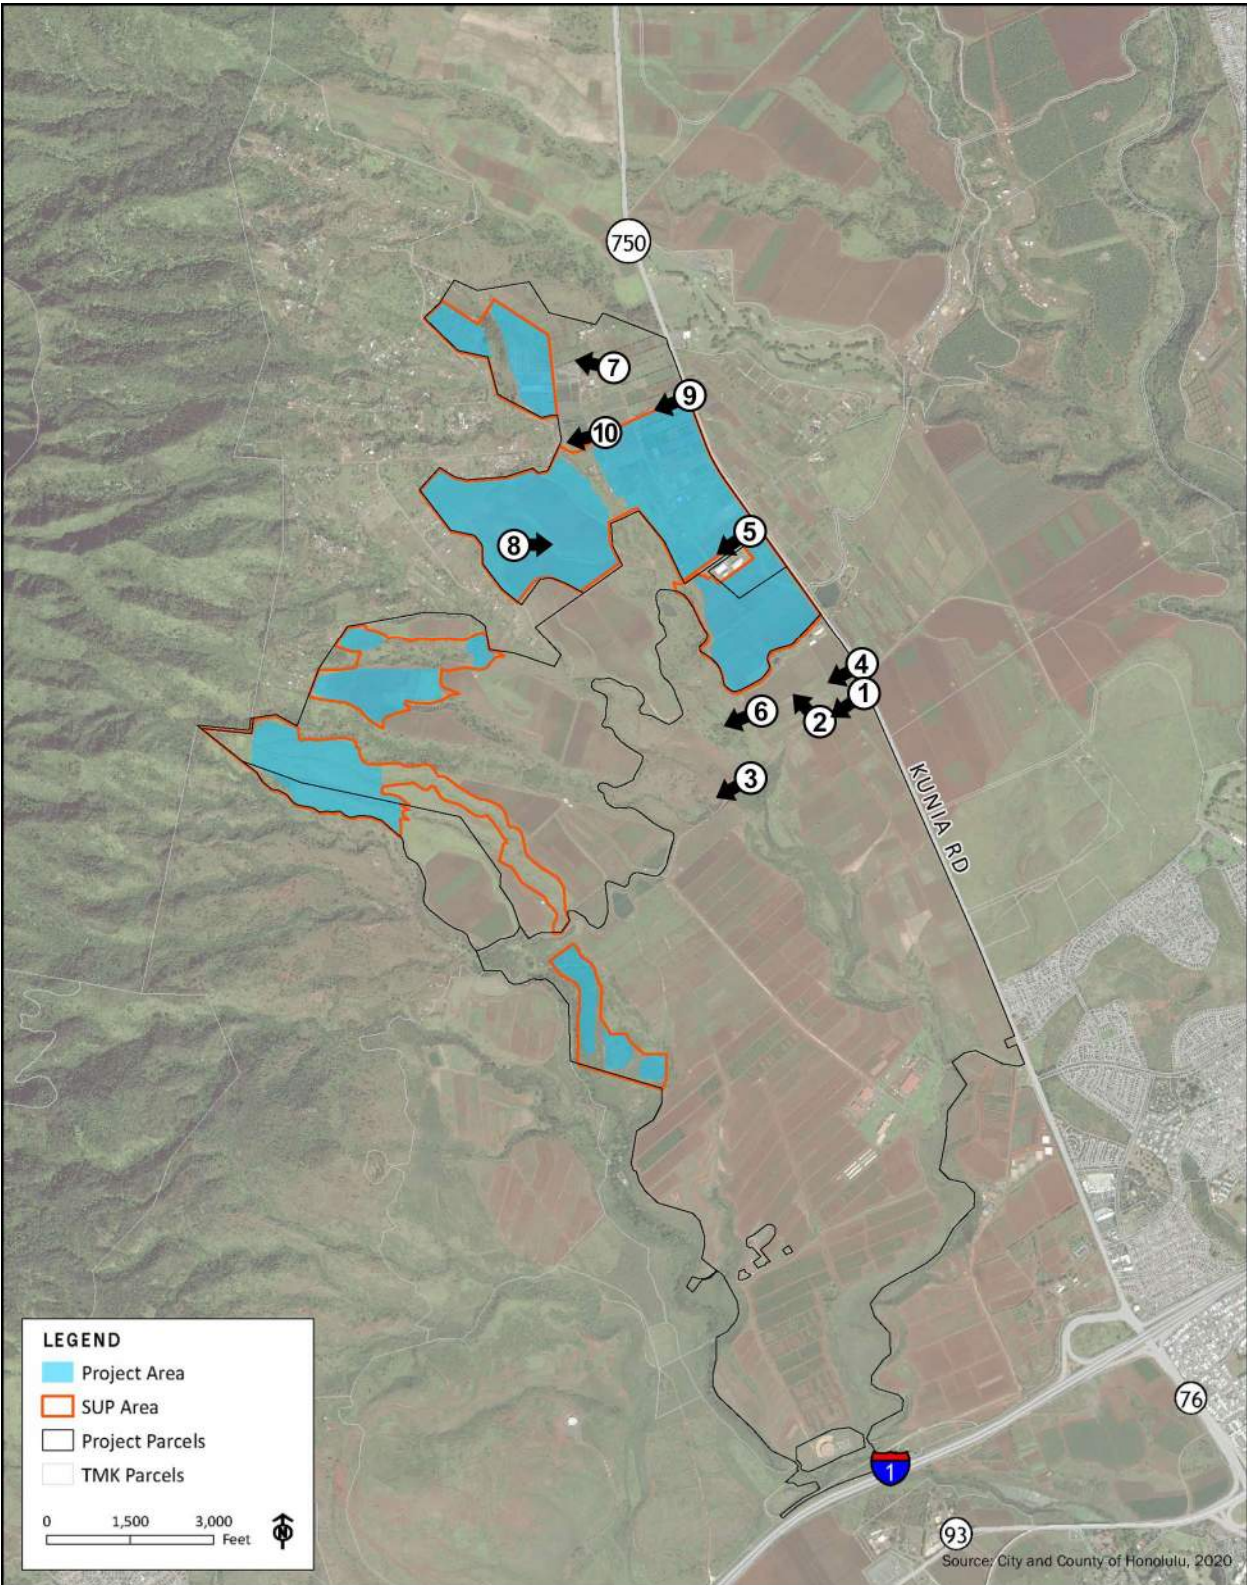 750
7
9
10
5
8
4
1
6
2
3
KUNIA RD
LEGEND
Project Area
SUP Area
Project Parcels
TMK Parcels
0 1,500 3,000
Feet
N
76
1
93
Source: City and County of Honolulu, 2020